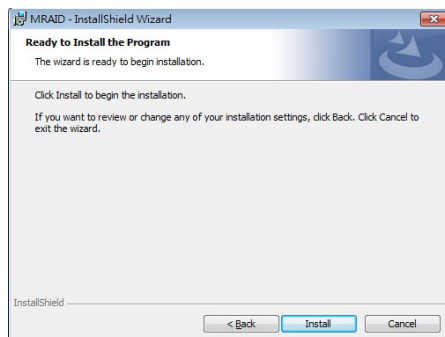 MRAID - InstallShield Wizard
Ready to Install the Program
The wizard is ready to begin installation.
Click Install to begin the installation.
If you want to review or change any of your installation settings, click Back. Click Cancel to
exit the wizard.
InstallShield
< Back
Install
Cancel